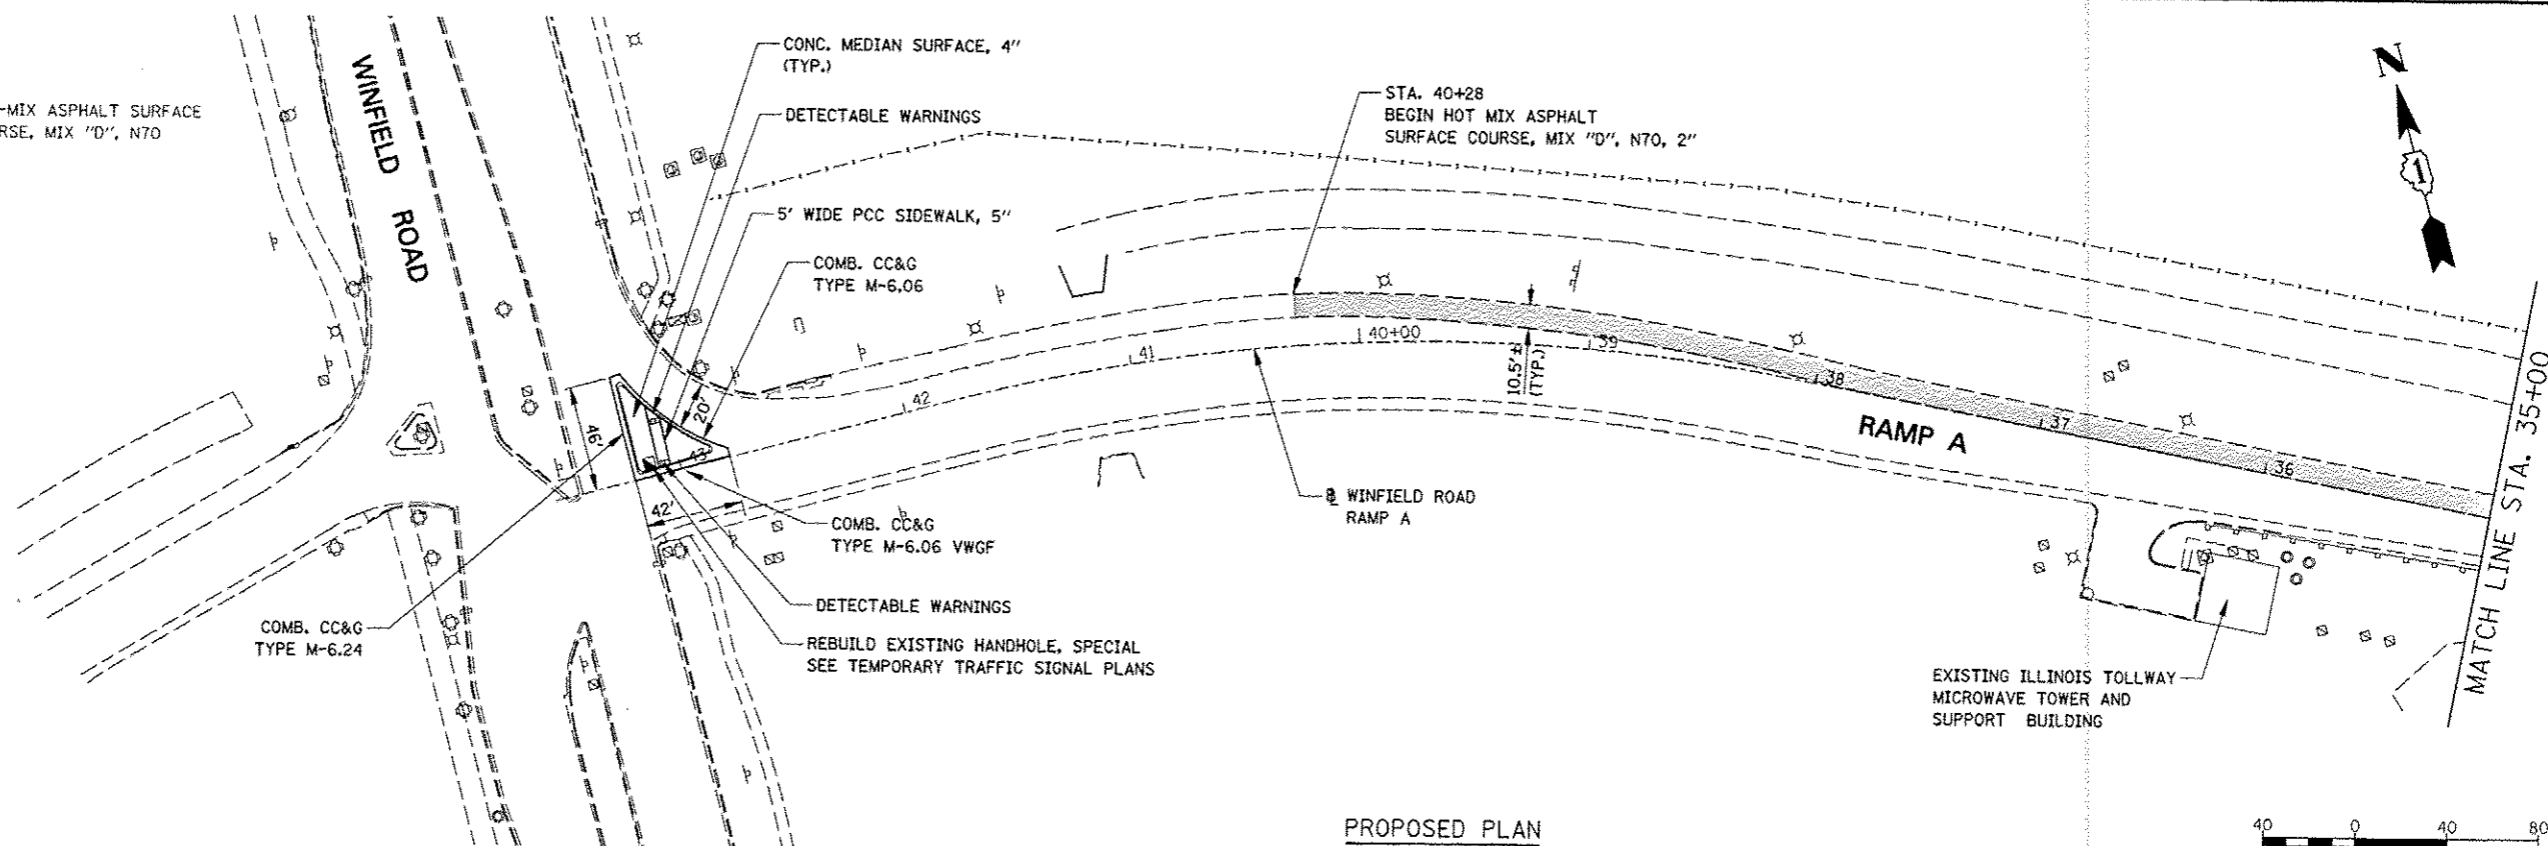 -MIX ASPHALT SURFACE
RSE, MIX "D", N70
WINFIELD ROAD
CONC. MEDIAN SURFACE, 4"
(TYP.)
DETECTABLE WARNINGS
5' WIDE PCC SIDEWALK, 5"
COMB. CC&G
TYPE M-6.06
STA. 40+28
BEGIN HOT MIX ASPHALT
SURFACE COURSE, MIX "D", N70, 2"
N
1
46'
20'
43
42'
42
41
40+00
39
38
37
36
10.5'±
(TYP.)
RAMP A
MATCH LINE STA. 35+00
WINFIELD ROAD
RAMP A
COMB. CC&G
TYPE M-6.06 VWGF
DETECTABLE WARNINGS
REBUILD EXISTING HANDHOLE, SPECIAL
SEE TEMPORARY TRAFFIC SIGNAL PLANS
COMB. CC&G
TYPE M-6.24
EXISTING ILLINOIS TOLLWAY
MICROWAVE TOWER AND
SUPPORT BUILDING
PROPOSED PLAN
40 0 40 80